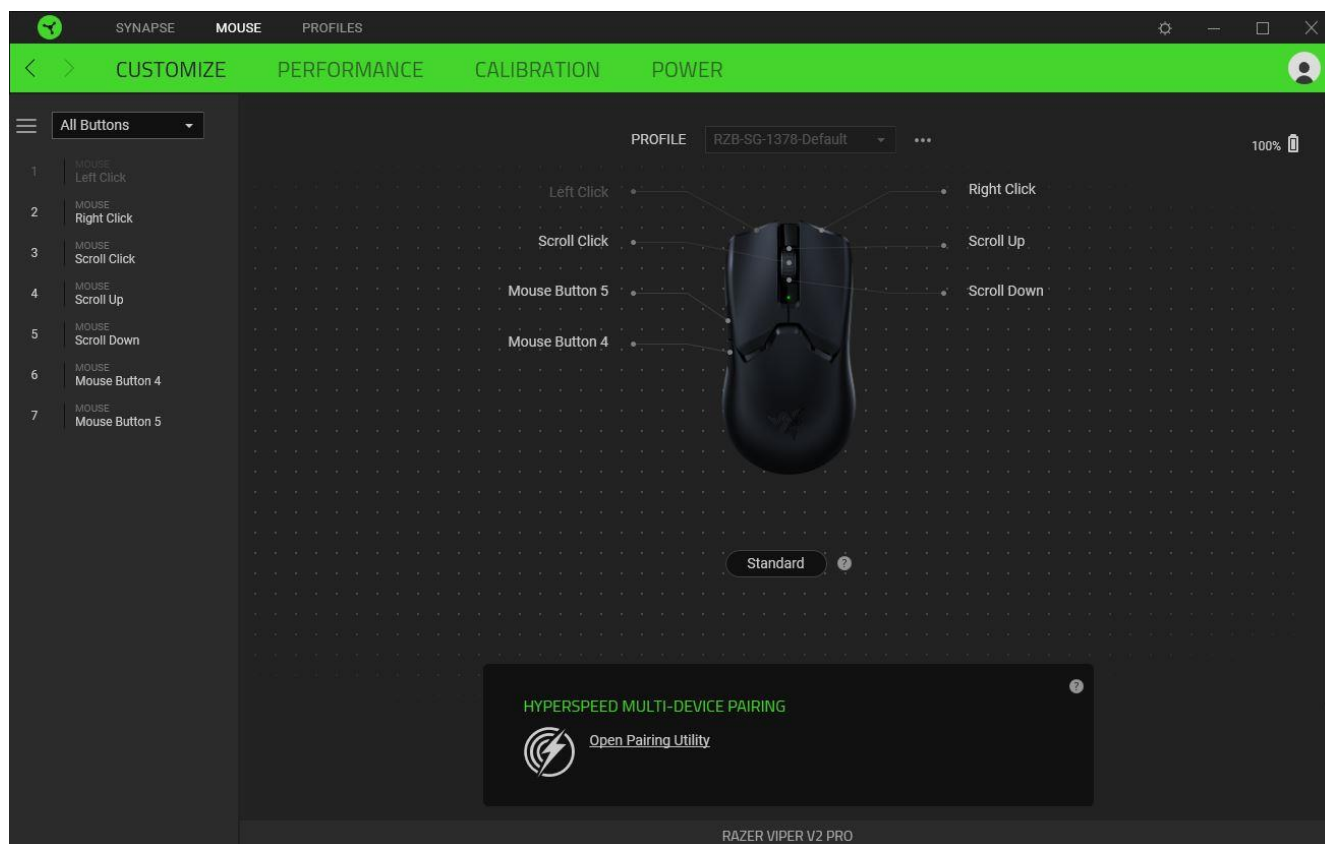 SYNAPSE MOUSE PROFILES
CUSTOMIZE PERFORMANCE CALIBRATION POWER
All Buttons
PROFILE RZB-SG-1378-Default
100%
1 MOUSE
Left Click
2 MOUSE
Right Click
3 MOUSE
Scroll Click
4 MOUSE
Scroll Up
5 MOUSE
Scroll Down
6 MOUSE
Mouse Button 4
7 MOUSE
Mouse Button 5
Left Click
Scroll Click
Mouse Button 5
Mouse Button 4
Right Click
Scroll Up
Scroll Down
Standard ?
?
HYPERSPEED MULTI-DEVICE PAIRING
Open Pairing Utility
RAZER VIPER V2 PRO